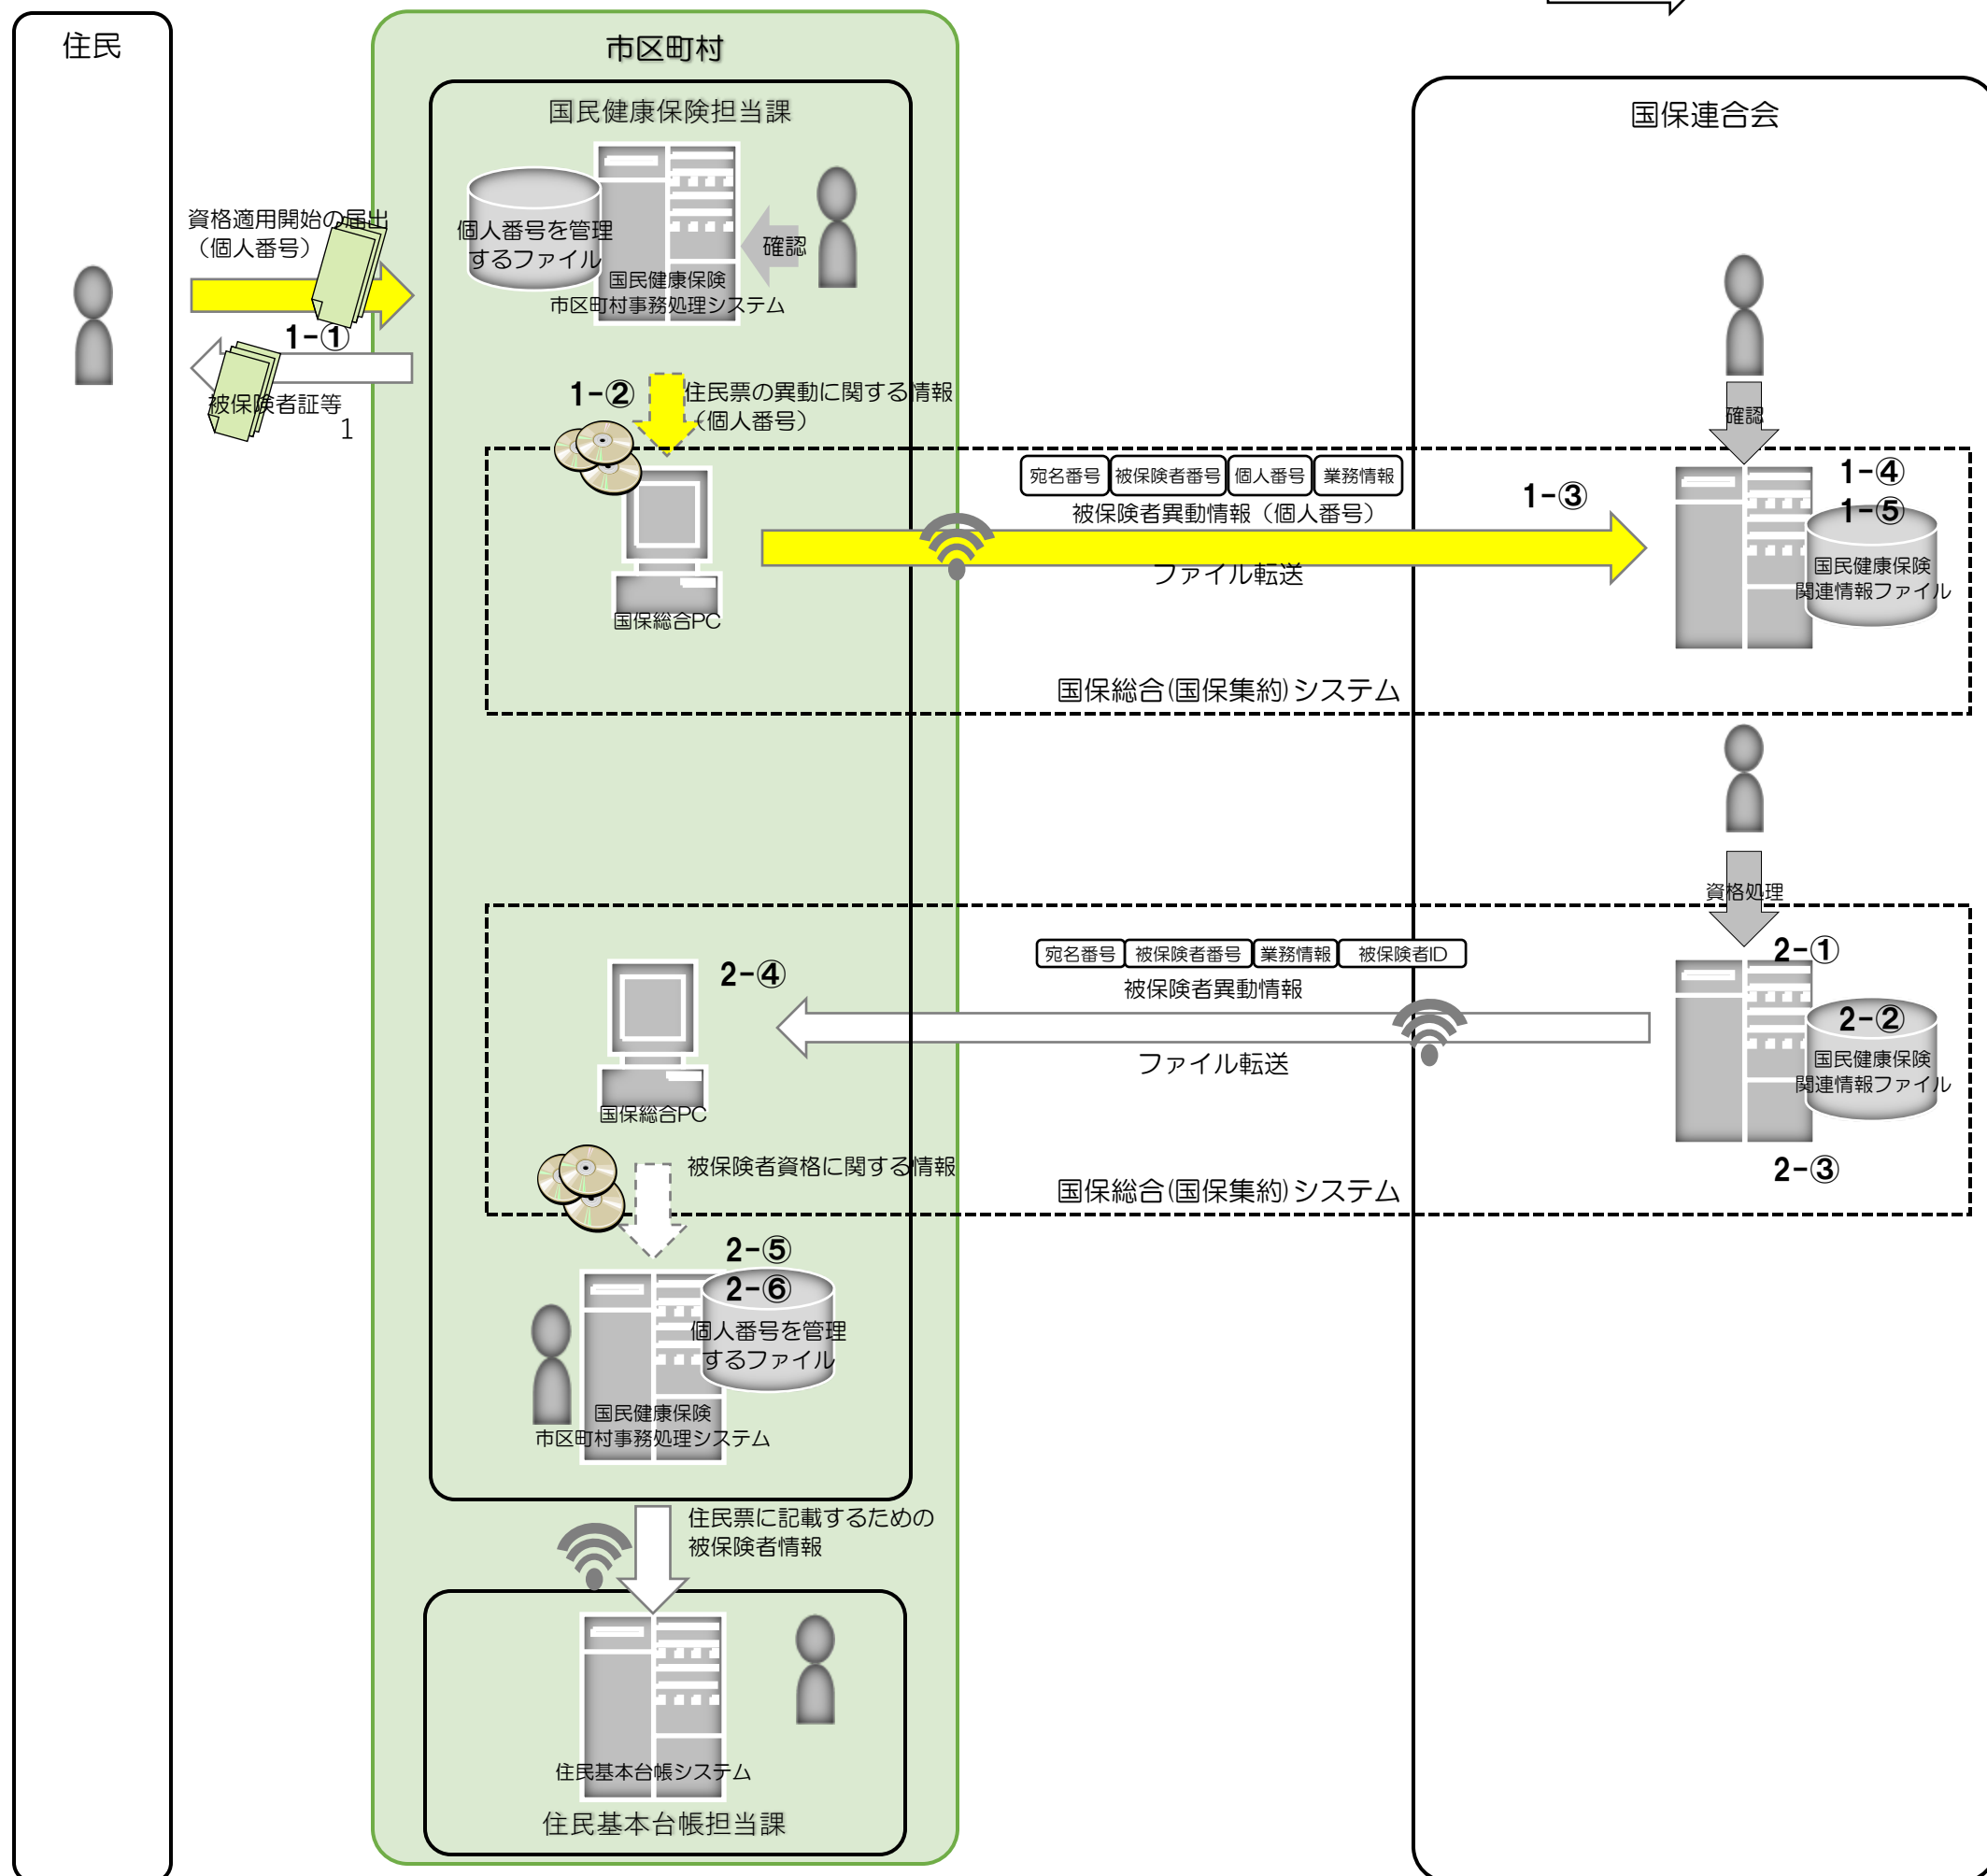 住民
市区町村
国民健康保険担当課
国保連合会
資格適用開始の届出
（個人番号）
1-①
被保険者証等
1
個人番号を管理
するファイル
国民健康保険
市区町村事務処理システム
確認
1-②
住民票の異動に関する情報
（個人番号）
確認
宛名番号
被保険者番号
個人番号
業務情報
被保険者異動情報（個人番号）
1-③
ファイル転送
1-④
1-⑤
国民健康保険
関連情報ファイル
国保総合PC
国保総合(国保集約)システム
資格処理
宛名番号
被保険者番号
業務情報
被保険者ID
被保険者異動情報
ファイル転送
2-①
2-②
国民健康保険
関連情報ファイル
2-③
2-④
国保総合PC
被保険者資格に関する情報
国保総合(国保集約)システム
2-⑤
2-⑥
個人番号を管理
するファイル
国民健康保険
市区町村事務処理システム
住民票に記載するための
被保険者情報
住民基本台帳システム
住民基本台帳担当課